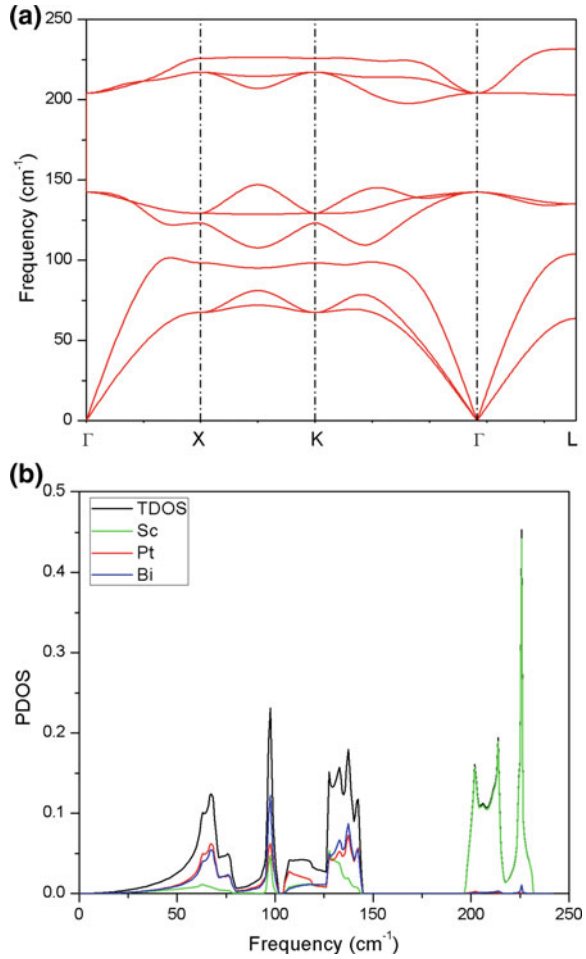 (a)
250
200
150
100
50
0
Frequency (cm-1)
Γ X K Γ L
(b)
TDOS
Sc
Pt
Bi
0.5
0.4
0.3
0.2
0.1
0.0
PDOS
0 50 100 150 200 250
Frequency (cm-1)